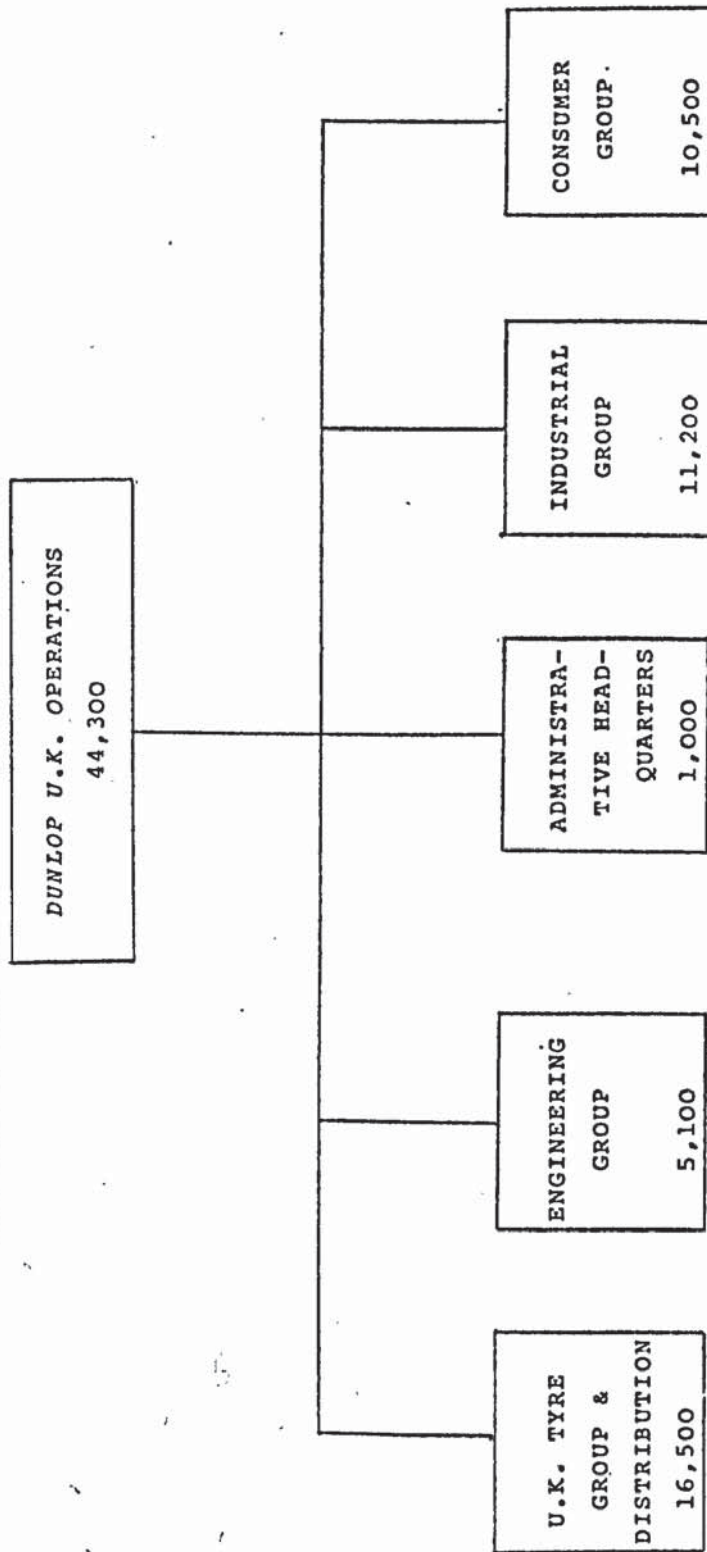 DUNLOP U.K. OPERATIONS
44,300
U.K. TYRE
GROUP &
DISTRIBUTION
16,500
ENGINEERING
GROUP
5,100
ADMINISTRA-
TIVE HEAD-
QUARTERS
1,000
INDUSTRIAL
GROUP
11,200
CONSUMER
GROUP.
10,500